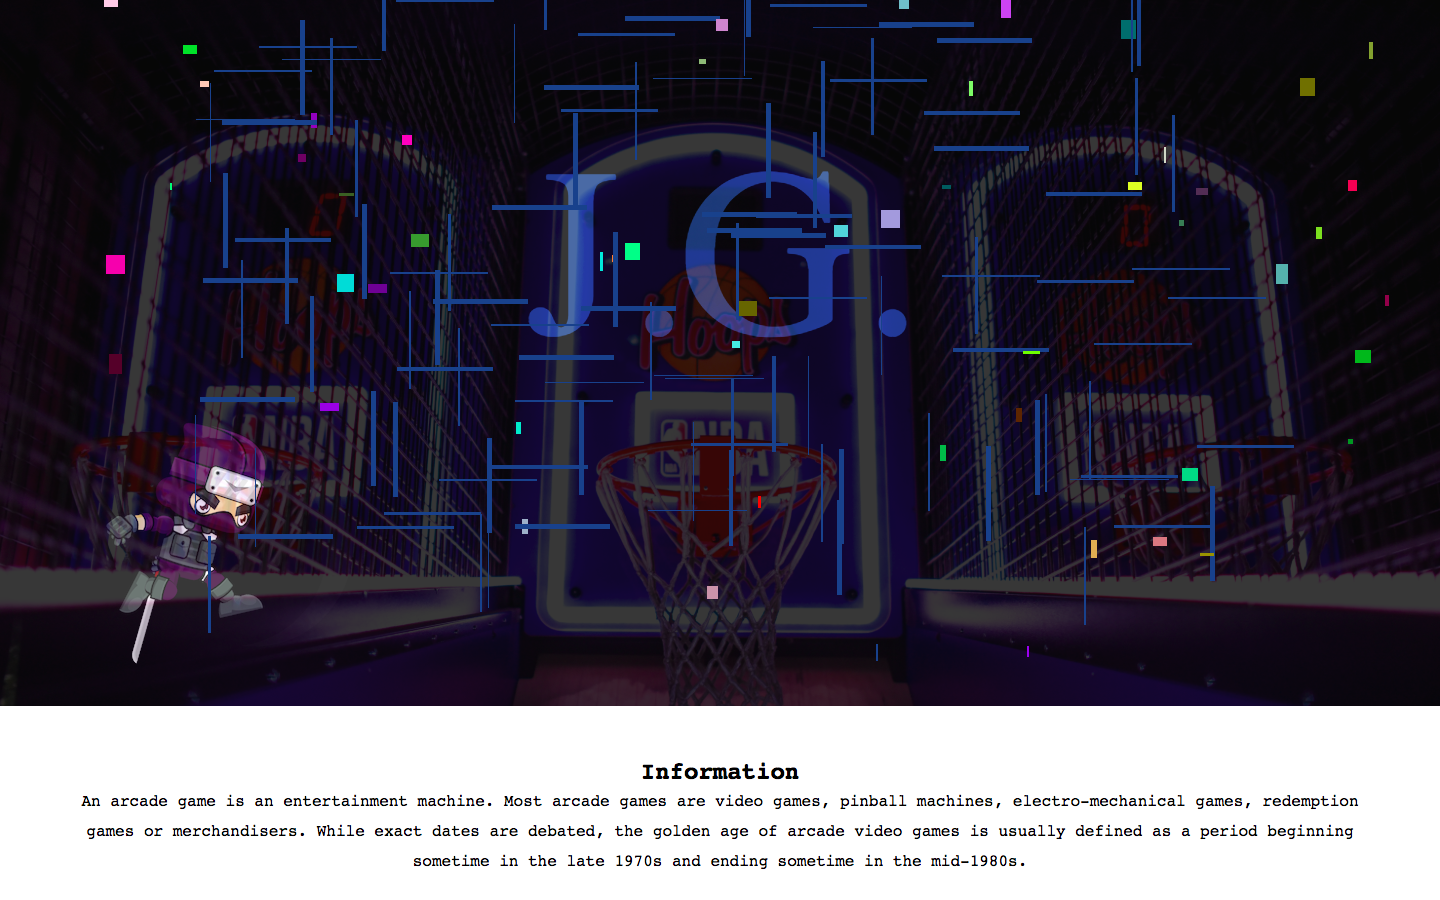 J.G.
Hoops
NBA
Information
An arcade game is an entertainment machine. Most arcade games are video games, pinball machines, electro-mechanical games, redemption
games or merchandisers. While exact dates are debated, the golden age of arcade video games is usually defined as a period beginning
sometime in the late 1970s and ending sometime in the mid-1980s.